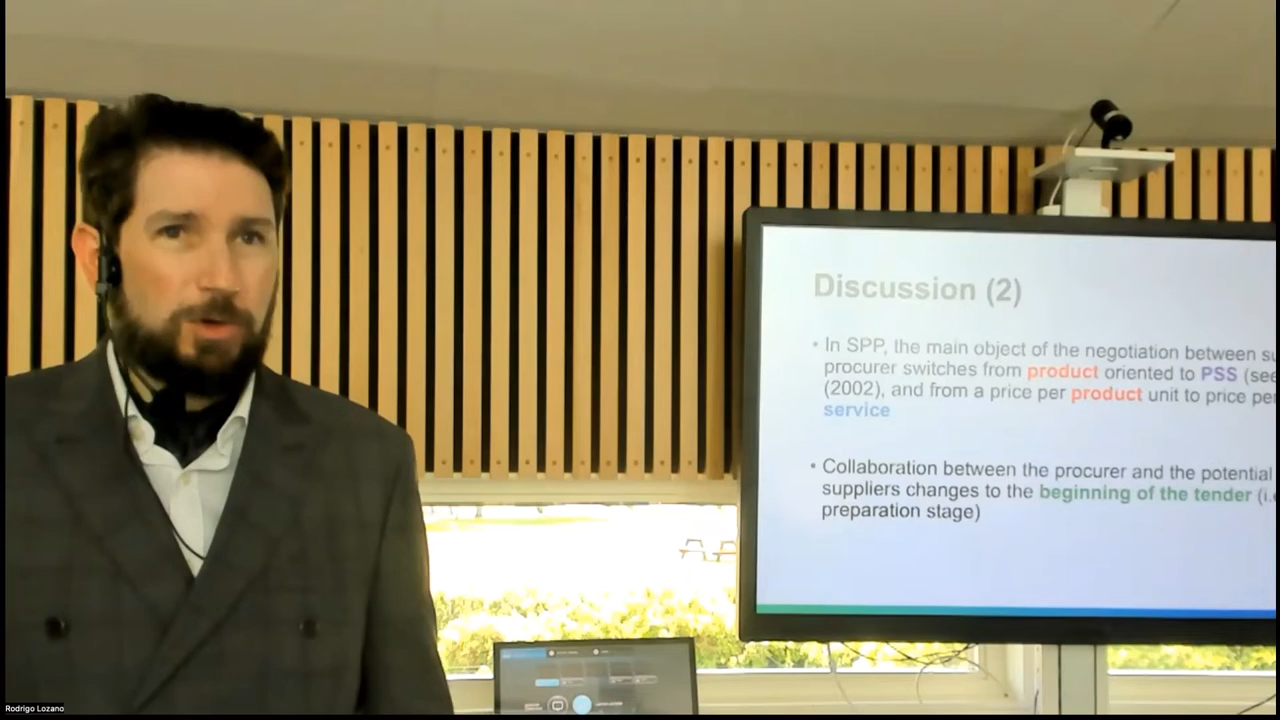 Discussion (2)
• In SPP, the main object of the negotiation between su
procurer switches from product oriented to PSS (see
(2002), and from a price per product unit to price per
service
• Collaboration between the procurer and the potential
suppliers changes to the beginning of the tender (i.e
preparation stage)
Rodrigo Lozano